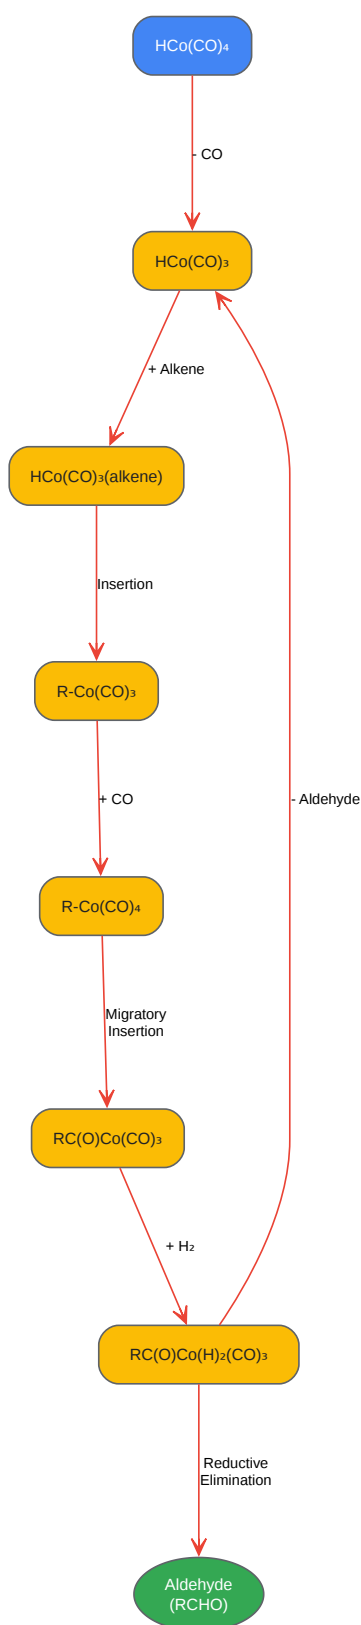 HCo(CO)₄
- CO
HCo(CO)₃
+ Alkene
HCo(CO)₃(alkene)
Insertion
R-Co(CO)₃
+ CO
- Aldehyde
R-Co(CO)₄
Migratory
Insertion
RC(O)Co(CO)₃
+ H₂
RC(O)Co(H)₂(CO)₃
Reductive
Elimination
Aldehyde
(RCHO)